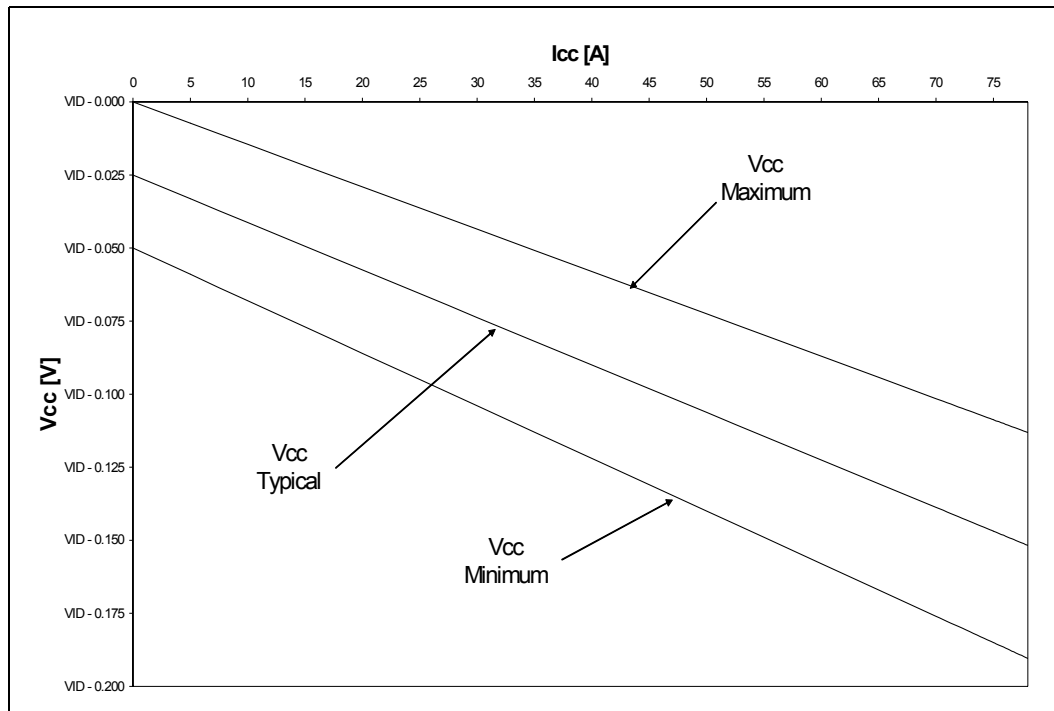 Icc [A]
0 5 10 15 20 25 30 35 40 45 50 55 60 65 70 75
VID - 0.000
VID - 0.025
VID - 0.050
VID - 0.075
VID - 0.100
VID - 0.125
VID - 0.150
VID - 0.175
VID - 0.200
Vcc [V]
Vcc
Maximum
Vcc
Typical
Vcc
Minimum